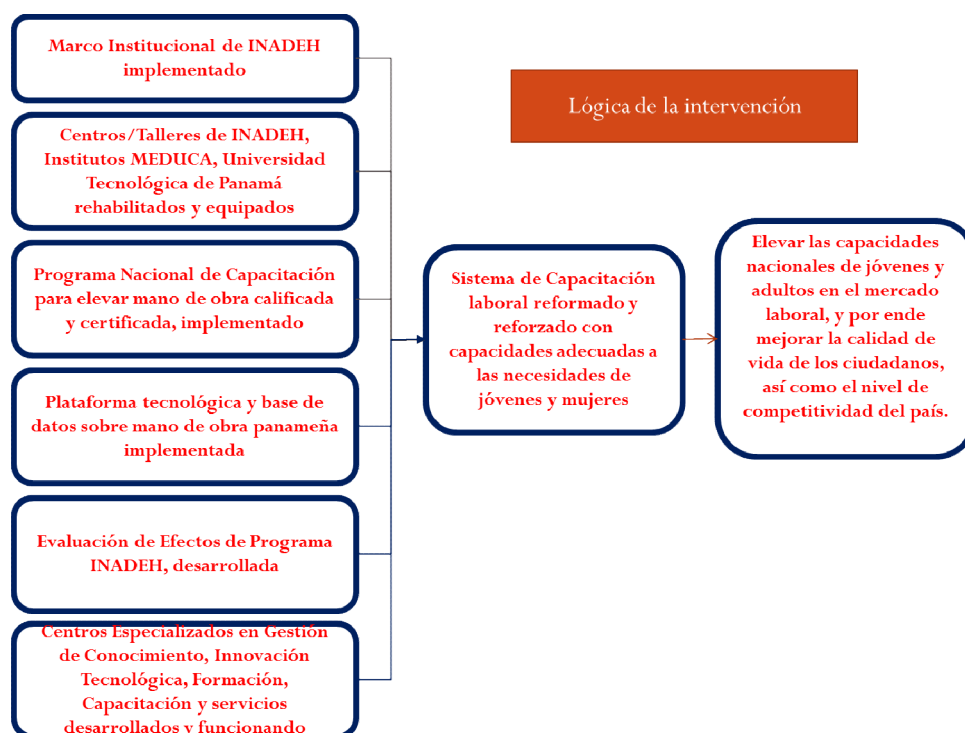 Marco Institucional de INADEH
implementado
Lógica de la intervención
Centros/Talleres de INADEH,
Institutos MEDUCA, Universidad
Tecnológica de Panamá
rehabilitados y equipados
Programa Nacional de Capacitación
para elevar mano de obra calificada
y certificada, implementado
Plataforma tecnológica y base de
datos sobre mano de obra panameña
implementada
Evaluación de Efectos de Programa
INADEH, desarrollada
Centros Especializados en Gestión
de Conocimiento, Innovación
Tecnológica, Formación,
Capacitación y servicios
desarrollados y funcionando
Sistema de Capacitación
laboral reformado y
reforzado con
capacidades adecuadas a
las necesidades de
jóvenes y mujeres
Elevar las capacidades
nacionales de jóvenes y
adultos en el mercado
laboral, y por ende
mejorar la calidad de
vida de los ciudadanos,
así como el nivel de
competitividad del país.